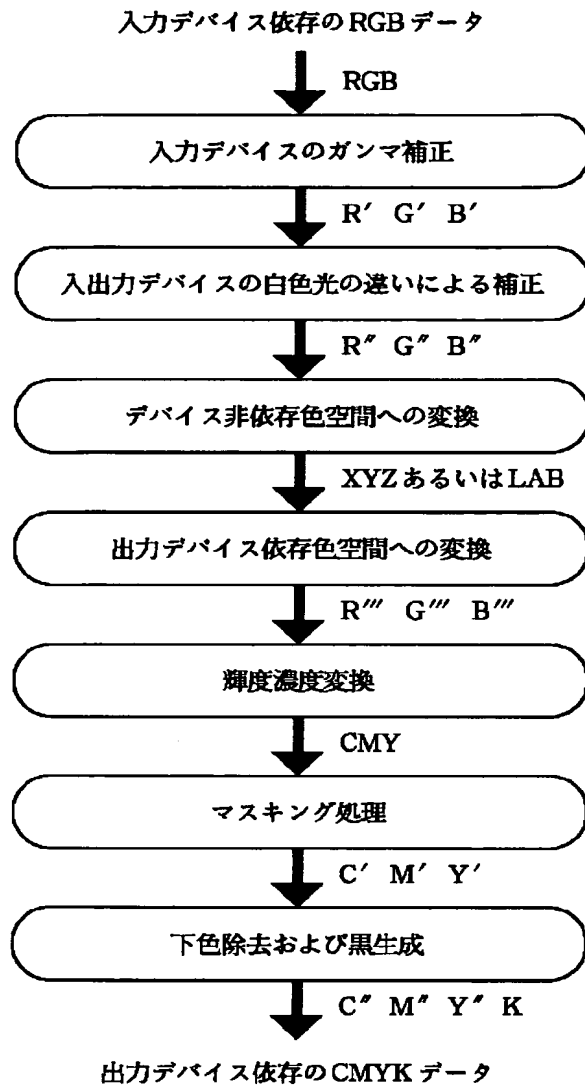 入力デバイス依存のRGBデータ
RGB
入力デバイスのガンマ補正
R′ G′ B′
入出力デバイスの白色光の違いによる補正
R″ G″ B″
デバイス非依存色空間への変換
XYZあるいはLAB
出力デバイス依存色空間への変換
R‴ G‴ B‴
輝度濃度変換
CMY
マスキング処理
C′ M′ Y′
下色除去および黒生成
C″ M″ Y″ K
出力デバイス依存のCMYKデータ